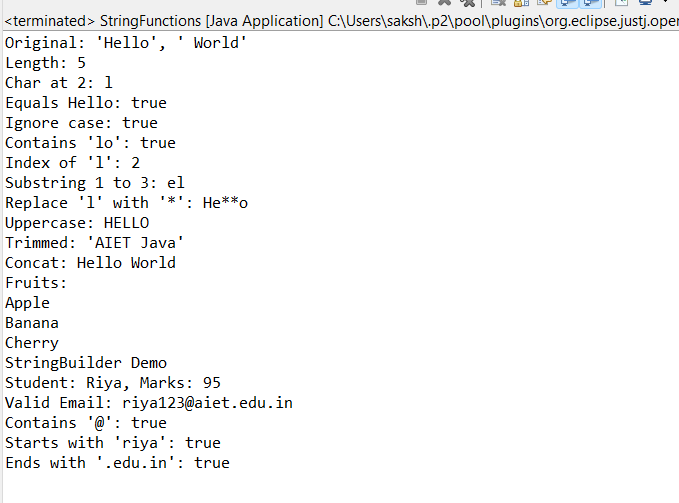 <terminated> StringFunctions [Java Application] C:\Users\saksh\.p2\pool\plugins\org.eclipse.justj.oper
Original: 'Hello', ' World'
Length: 5
Char at 2: l
Equals Hello: true
Ignore case: true
Contains 'lo': true
Index of 'l': 2
Substring 1 to 3: el
Replace 'l' with '*': He**o
Uppercase: HELLO
Trimmed: 'AIET Java'
Concat: Hello World
Fruits:
Apple
Banana
Cherry
StringBuilder Demo
Student: Riya, Marks: 95
Valid Email: riya123@aiet.edu.in
Contains '@': true
Starts with 'riya': true
Ends with '.edu.in': true